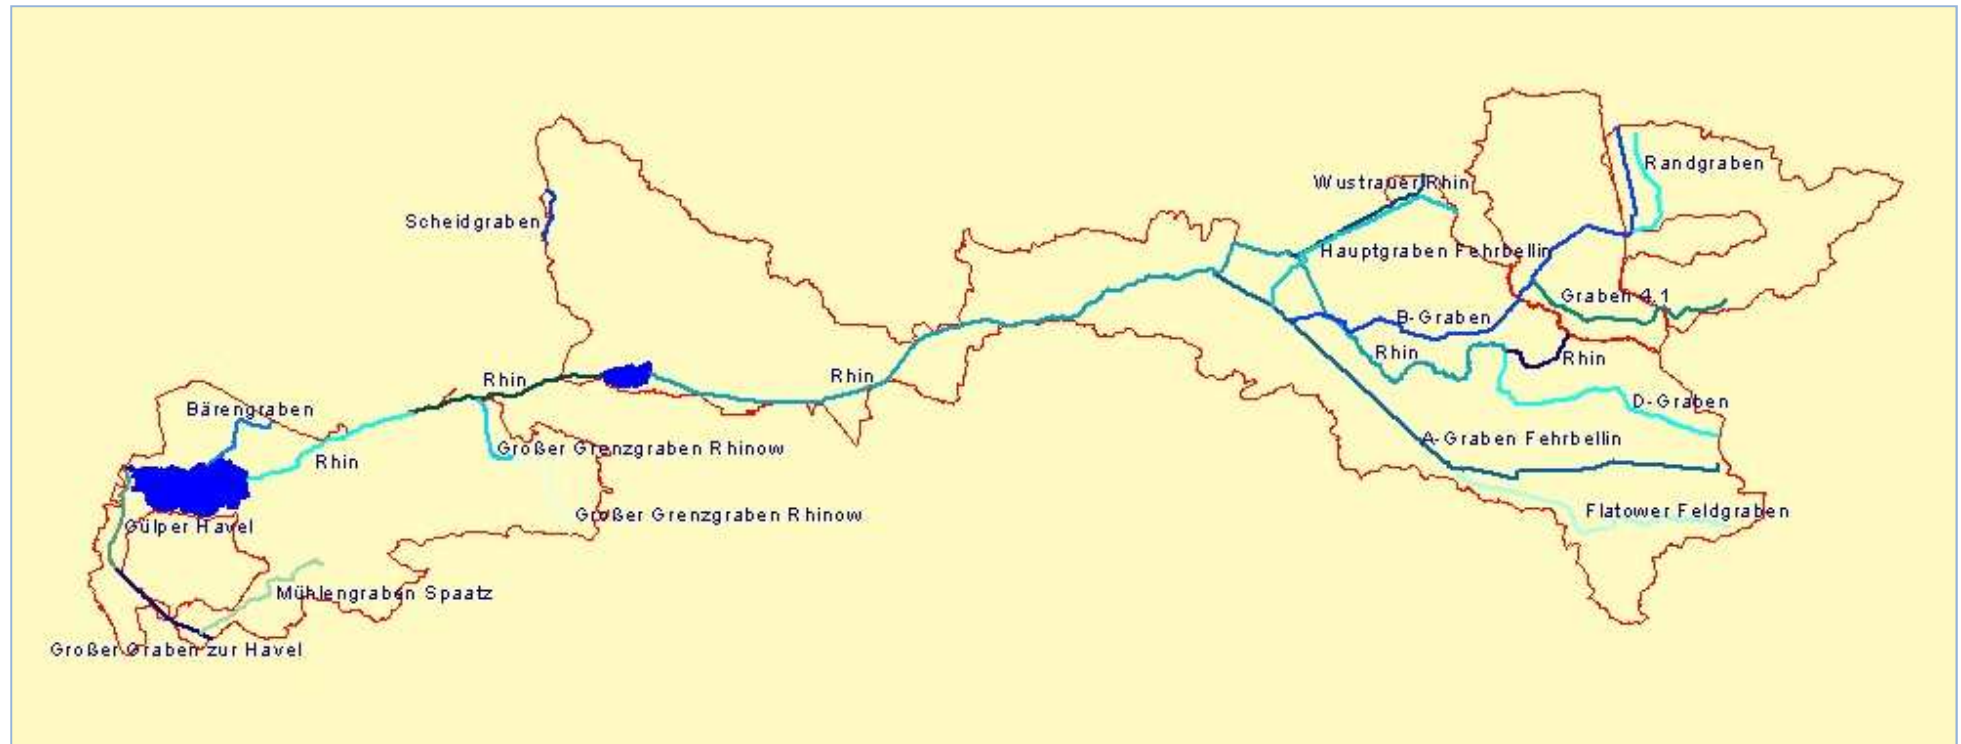 Randgraben
Wustrauer Rhin
Scheidgraben
Hauptgraben Fehrbellin
Graben 4.1
B-Graben
Rhin
Rhin
Rhin
Rhin
D-Graben
Bärengraben
A-Graben Fehrbellin
Großer Grenzgraben Rhinow
Rhin
Flatower Feldgraben
Großer Grenzgraben Rhinow
Gülper Havel
Mühlengraben Spaatz
Großer Graben zur Havel